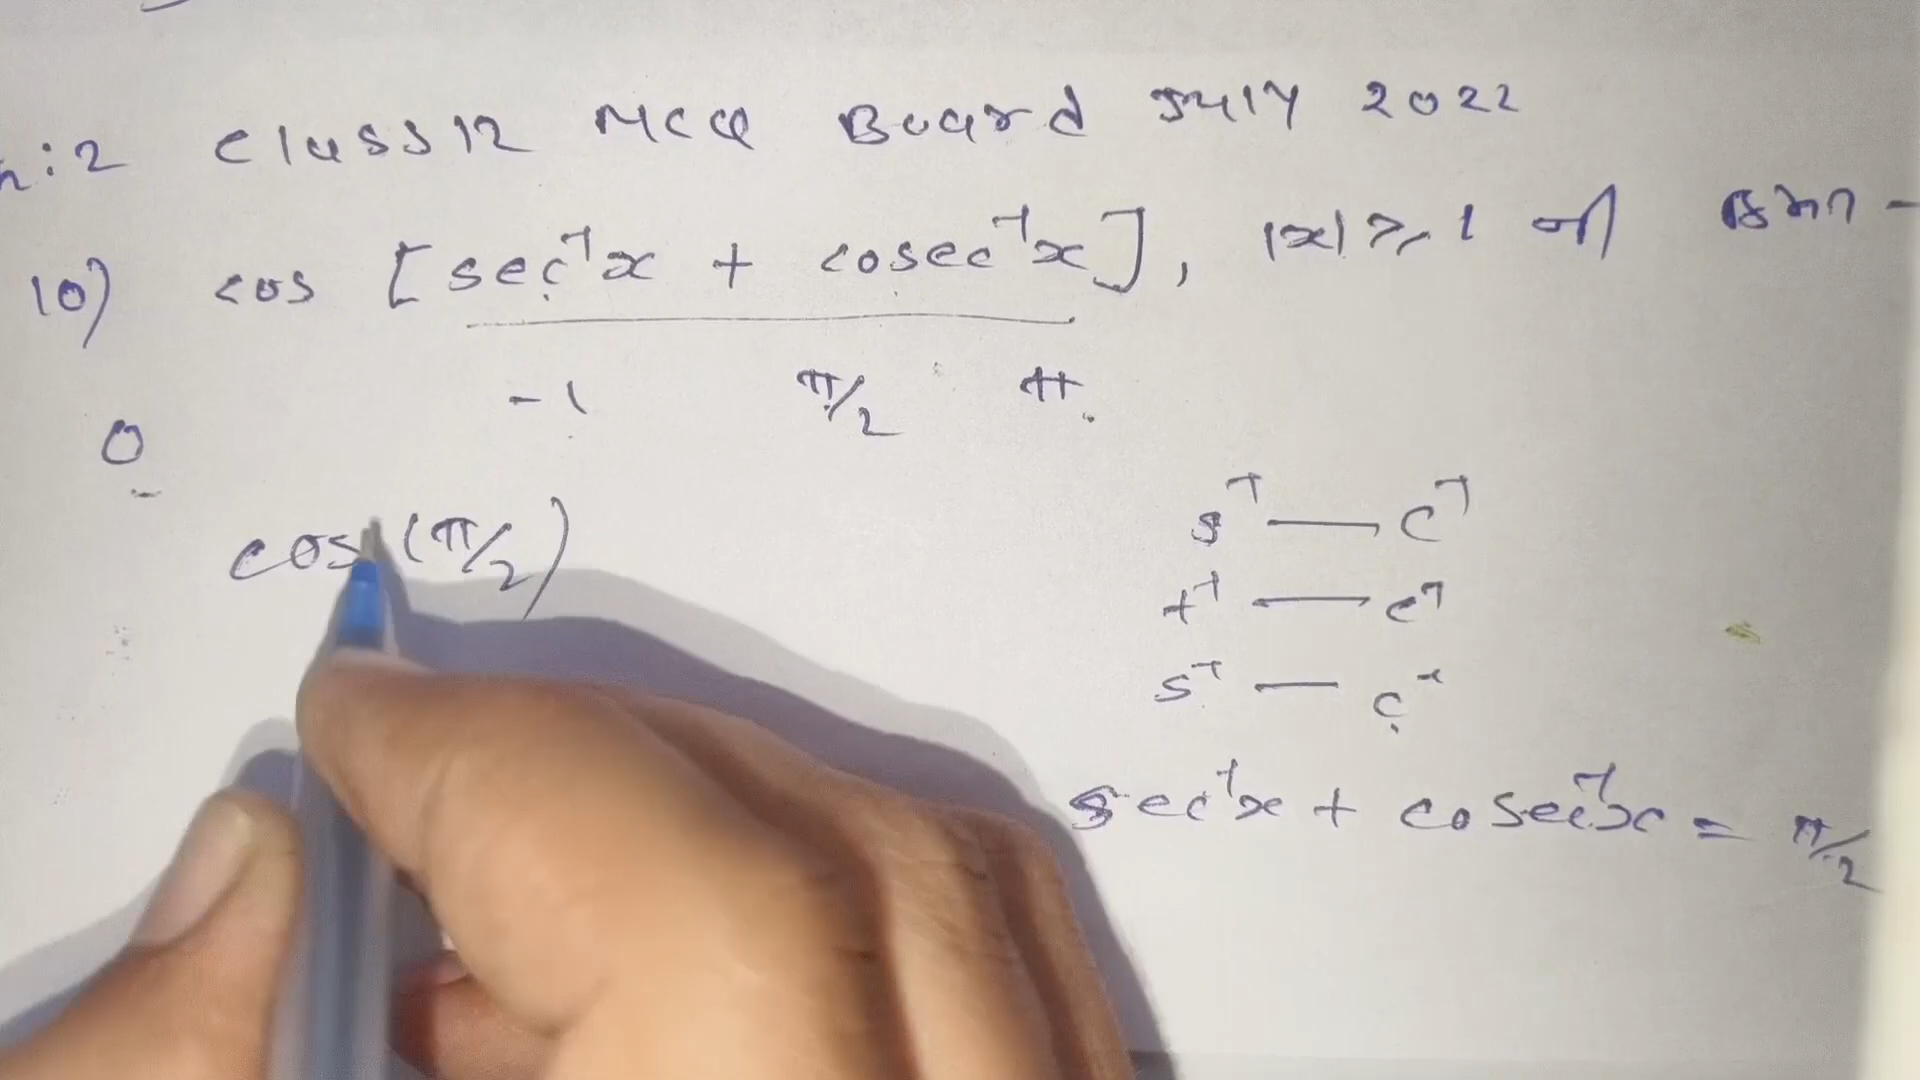 :2 Class 12 MCQ Board July 2022
10) cos [sec⁻¹x + cosec⁻¹x], |x| ≥ 1 ની કિંમત -
0 -1 π/2 π.
cos (π/2)
s⁻¹ — c⁻¹
t⁻¹ — c⁻¹
s⁻¹ — c⁻¹
sec⁻¹x + cosec⁻¹x = π/2